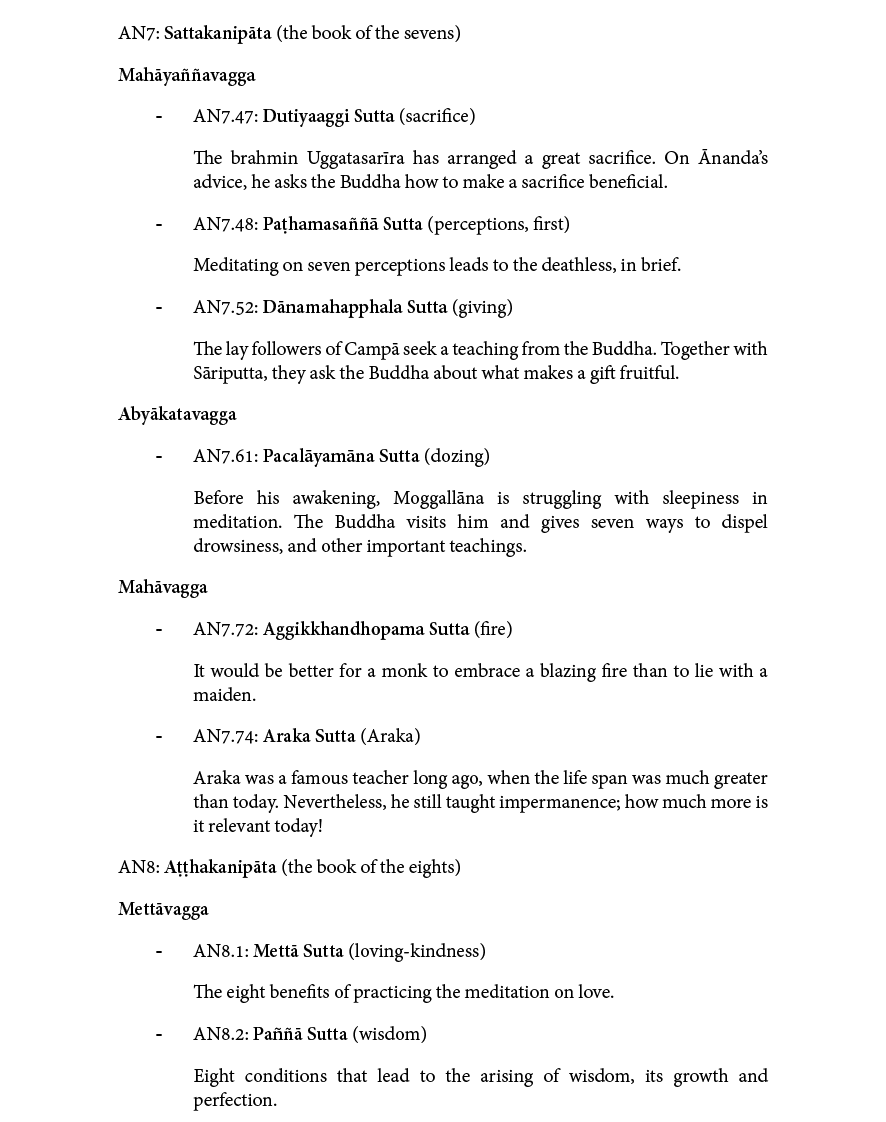 AN7: Sattakanipāta (the book of the sevens)
Mahāyaññavagga
- AN7.47: Dutiyaaggi Sutta (sacrifice)
The brahmin Uggatasarīra has arranged a great sacrifice. On Ānanda’s
advice, he asks the Buddha how to make a sacrifice beneficial.
- AN7.48: Paṭhamasaññā Sutta (perceptions, first)
Meditating on seven perceptions leads to the deathless, in brief.
- AN7.52: Dānamahapphala Sutta (giving)
The lay followers of Campā seek a teaching from the Buddha. Together with
Sāriputta, they ask the Buddha about what makes a gift fruitful.
Abyākatavagga
- AN7.61: Pacalāyamāna Sutta (dozing)
Before his awakening, Moggallāna is struggling with sleepiness in
meditation. The Buddha visits him and gives seven ways to dispel
drowsiness, and other important teachings.
Mahāvagga
- AN7.72: Aggikkhandhopama Sutta (fire)
It would be better for a monk to embrace a blazing fire than to lie with a
maiden.
- AN7.74: Araka Sutta (Araka)
Araka was a famous teacher long ago, when the life span was much greater
than today. Nevertheless, he still taught impermanence; how much more is
it relevant today!
AN8: Aṭṭhakanipāta (the book of the eights)
Mettāvagga
- AN8.1: Mettā Sutta (loving-kindness)
The eight benefits of practicing the meditation on love.
- AN8.2: Paññā Sutta (wisdom)
Eight conditions that lead to the arising of wisdom, its growth and
perfection.